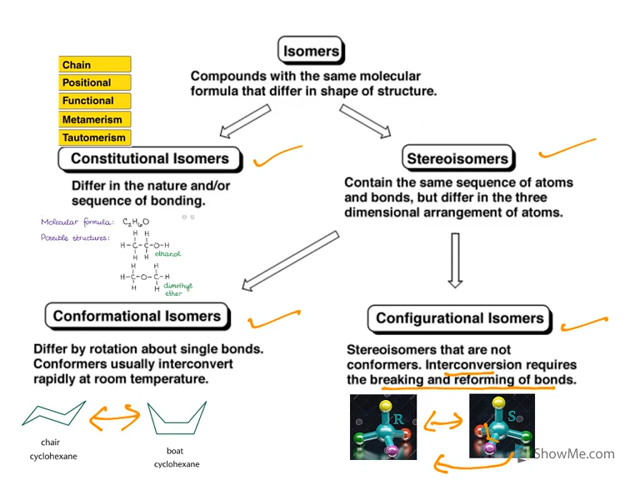 Isomers
Compounds with the same molecular
formula that differ in shape of structure.
Chain
Positional
Functional
Metamerism
Tautomerism
Constitutional Isomers
Differ in the nature and/or
sequence of bonding.
Molecular formula: C₂H₆O
Possible structures:
H H
H-C-C-O-H
H H
ethanol
H H
H-C-O-C-H
H H
dimethyl
ether
Stereoisomers
Contain the same sequence of atoms
and bonds, but differ in the three
dimensional arrangement of atoms.
Conformational Isomers
Differ by rotation about single bonds.
Conformers usually interconvert
rapidly at room temperature.
chair
cyclohexane
boat
cyclohexane
Configurational Isomers
Stereoisomers that are not
conformers. Interconversion requires
the breaking and reforming of bonds.
R
S
ShowMe.com